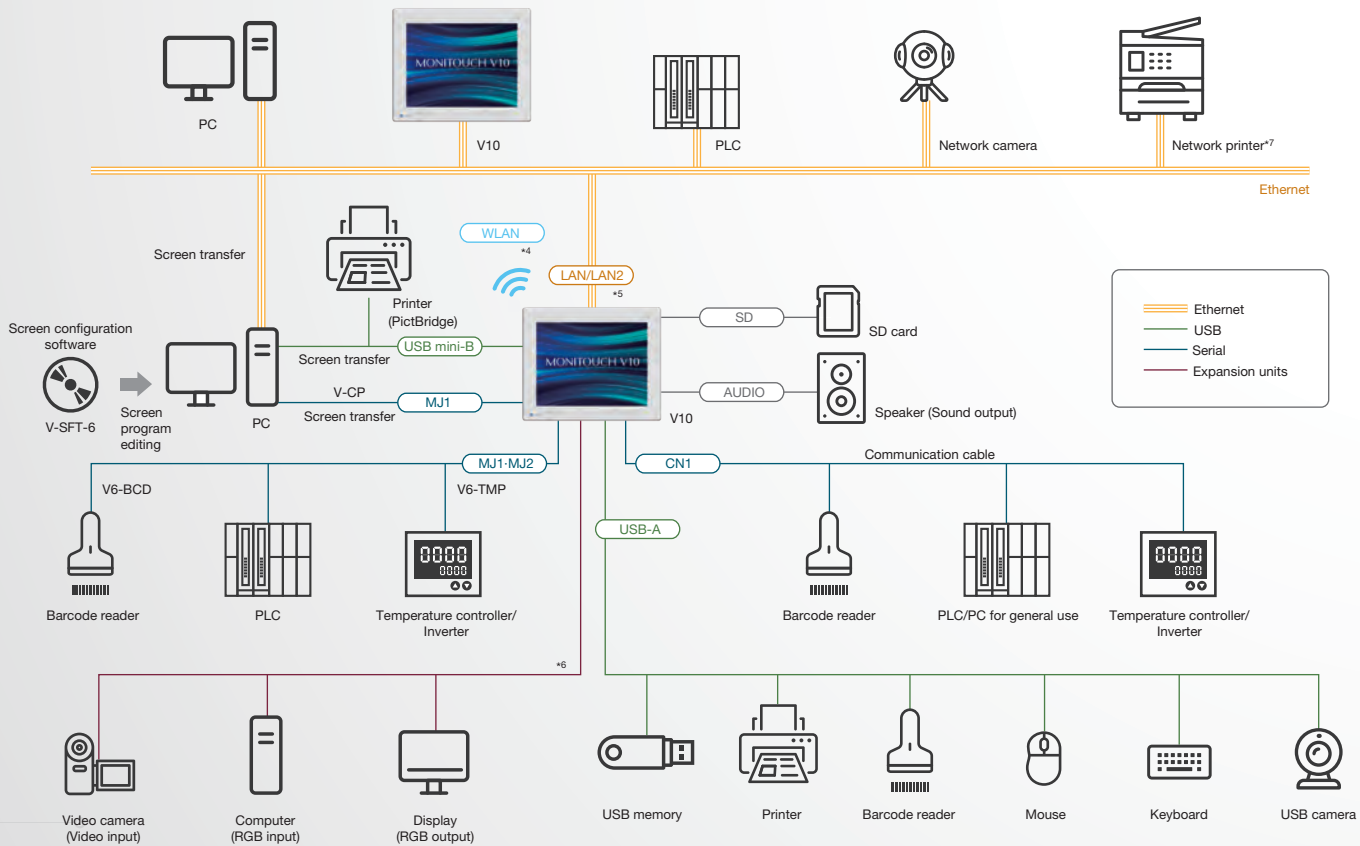 MONITOUCH V10
PC
V10
PLC
Network camera
Network printer*7
Ethernet
Screen transfer
WLAN
*4
LAN/LAN2
*5
Printer
(PictBridge)
Screen configuration
software
V-SFT-6
Screen
program
editing
PC
Screen transfer
USB mini-B
V-CP
Screen transfer
MJ1
MONITOUCH V10
V10
SD
SD card
AUDIO
Speaker (Sound output)
Ethernet
USB
Serial
Expansion units
MJ1·MJ2
V6-BCD
V6-TMP
CN1
Communication cable
USB-A
Barcode reader
PLC
0000
0000
Temperature controller/
Inverter
Barcode reader
PLC/PC for general use
0000
0000
Temperature controller/
Inverter
*6
Video camera
(Video input)
Computer
(RGB input)
Display
(RGB output)
USB memory
Printer
Barcode reader
Mouse
Keyboard
USB camera